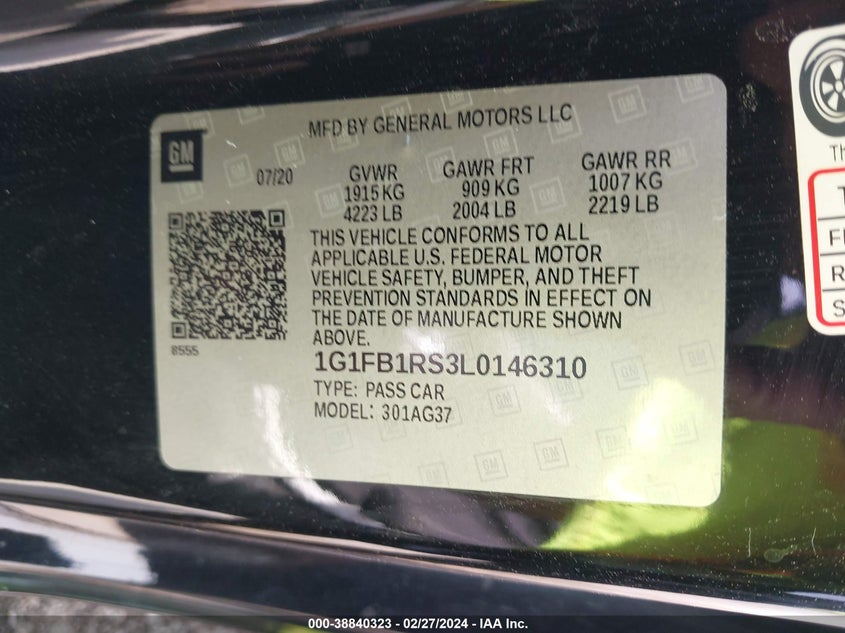 MFD BY GENERAL MOTORS LLC
GM
07/20
GVWR GAWR FRT GAWR RR
1915 KG 909 KG 1007 KG
4223 LB 2004 LB 2219 LB
THIS VEHICLE CONFORMS TO ALL
APPLICABLE U.S. FEDERAL MOTOR
VEHICLE SAFETY, BUMPER, AND THEFT
PREVENTION STANDARDS IN EFFECT ON
THE DATE OF MANUFACTURE SHOWN
ABOVE.
8555
1G1FB1RS3L0146310
TYPE: PASS CAR
MODEL: 301AG37
000-38840323 - 02/27/2024 - IAA Inc.